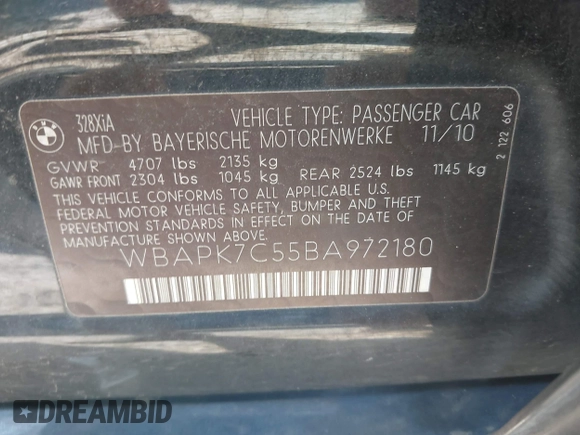 BMW
328XiA
VEHICLE TYPE: PASSENGER CAR
MFD BY BAYERISCHE MOTORENWERKE 11/10
GVWR 4707 lbs 2135 kg
GAWR FRONT 2304 lbs 1045 kg REAR 2524 lbs 1145 kg
THIS VEHICLE CONFORMS TO ALL APPLICABLE U.S.
FEDERAL MOTOR VEHICLE SAFETY, BUMPER AND THEFT
PREVENTION STANDARDS IN EFFECT ON THE DATE OF
MANUFACTURE SHOWN ABOVE.
WBAPK7C55BA972180
2 122 606
DREAMBID